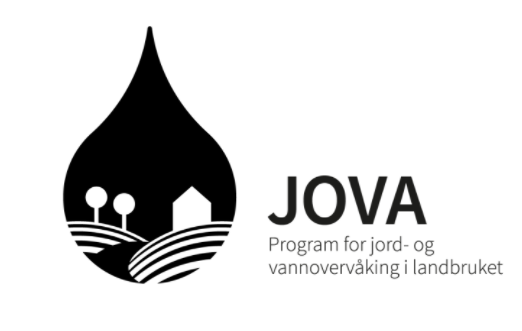 JOVA
Program for jord- og
vannovervåking i landbruket